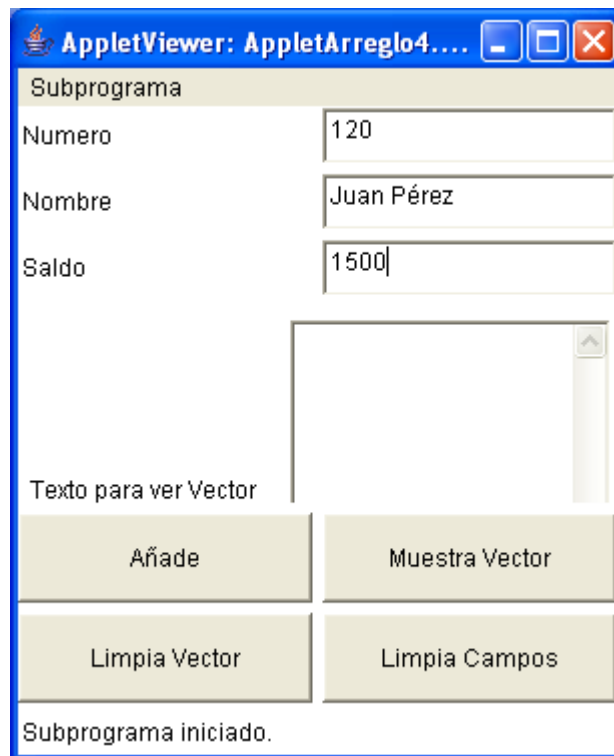 AppletViewer: AppletArreglo4....
Subprograma
Numero 120
Nombre Juan Pérez
Saldo 1500
Texto para ver Vector
Añade Muestra Vector
Limpia Vector Limpia Campos
Subprograma iniciado.